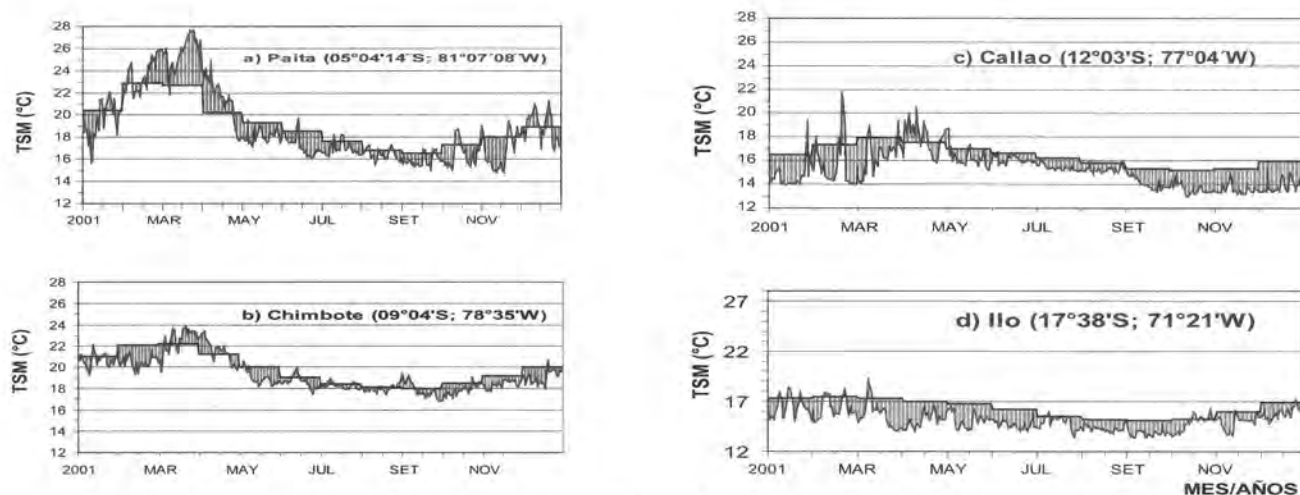 28
26
24
22
20
18
16
14
12
TSM (°C)
a) Paita (05°04'14"S; 81°07'08"W)
2001 MAR MAY JUL SET NOV
28
26
24
22
20
18
16
14
12
TSM (°C)
b) Chimbote (09°04'S; 78°35'W)
2001 MAR MAY JUL SET NOV
28
26
24
22
20
18
16
14
12
TSM (°C)
c) Callao (12°03'S; 77°04'W)
2001 MAR MAY JUL SET NOV
27
22
17
12
TSM (°C)
d) Ilo (17°38'S; 71°21'W)
2001 MAR MAY JUL SET NOV
MES/AÑOS